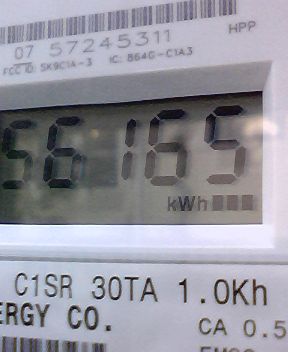 HPP
07 57245311
FCC ID: SK9C1A-3 IC: 864G-C1A3
56165
kWh
C1SR 30TA 1.0Kh
ERGY CO.
CA 0.5